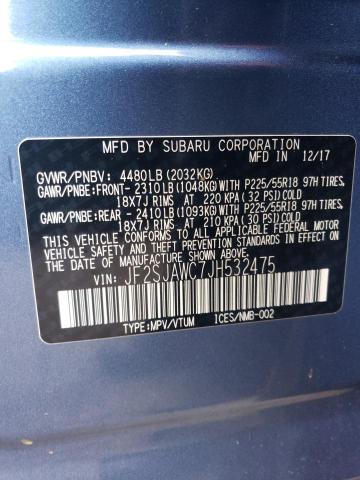 MFD BY SUBARU CORPORATION
MFD IN 12/17
GVWR/PNBV: 4480LB(2032KG)
GAWR/PNBE:FRONT- 2310LB(1048KG)WITH P225/55R18 97H TIRES
18X7J RIMS AT 220 KPA(32 PSI)COLD
GAWR/PNBE:REAR - 2410LB(1093KG)WITH P225/55R18 97H TIRES
18X7J RIMS AT 210 KPA(30 PSI)COLD
THIS VEHICLE CONFORMS TO ALL APPLICABLE FEDERAL MOTOR
VEHICLE SAFETY STANDARDS IN EFFECT ON THE DATE OF
MANUFACTURE SHOWN ABOVE.
VIN: JF2SJAWC7JH532475
TYPE:MPV/VTUM ICES/NMB-002